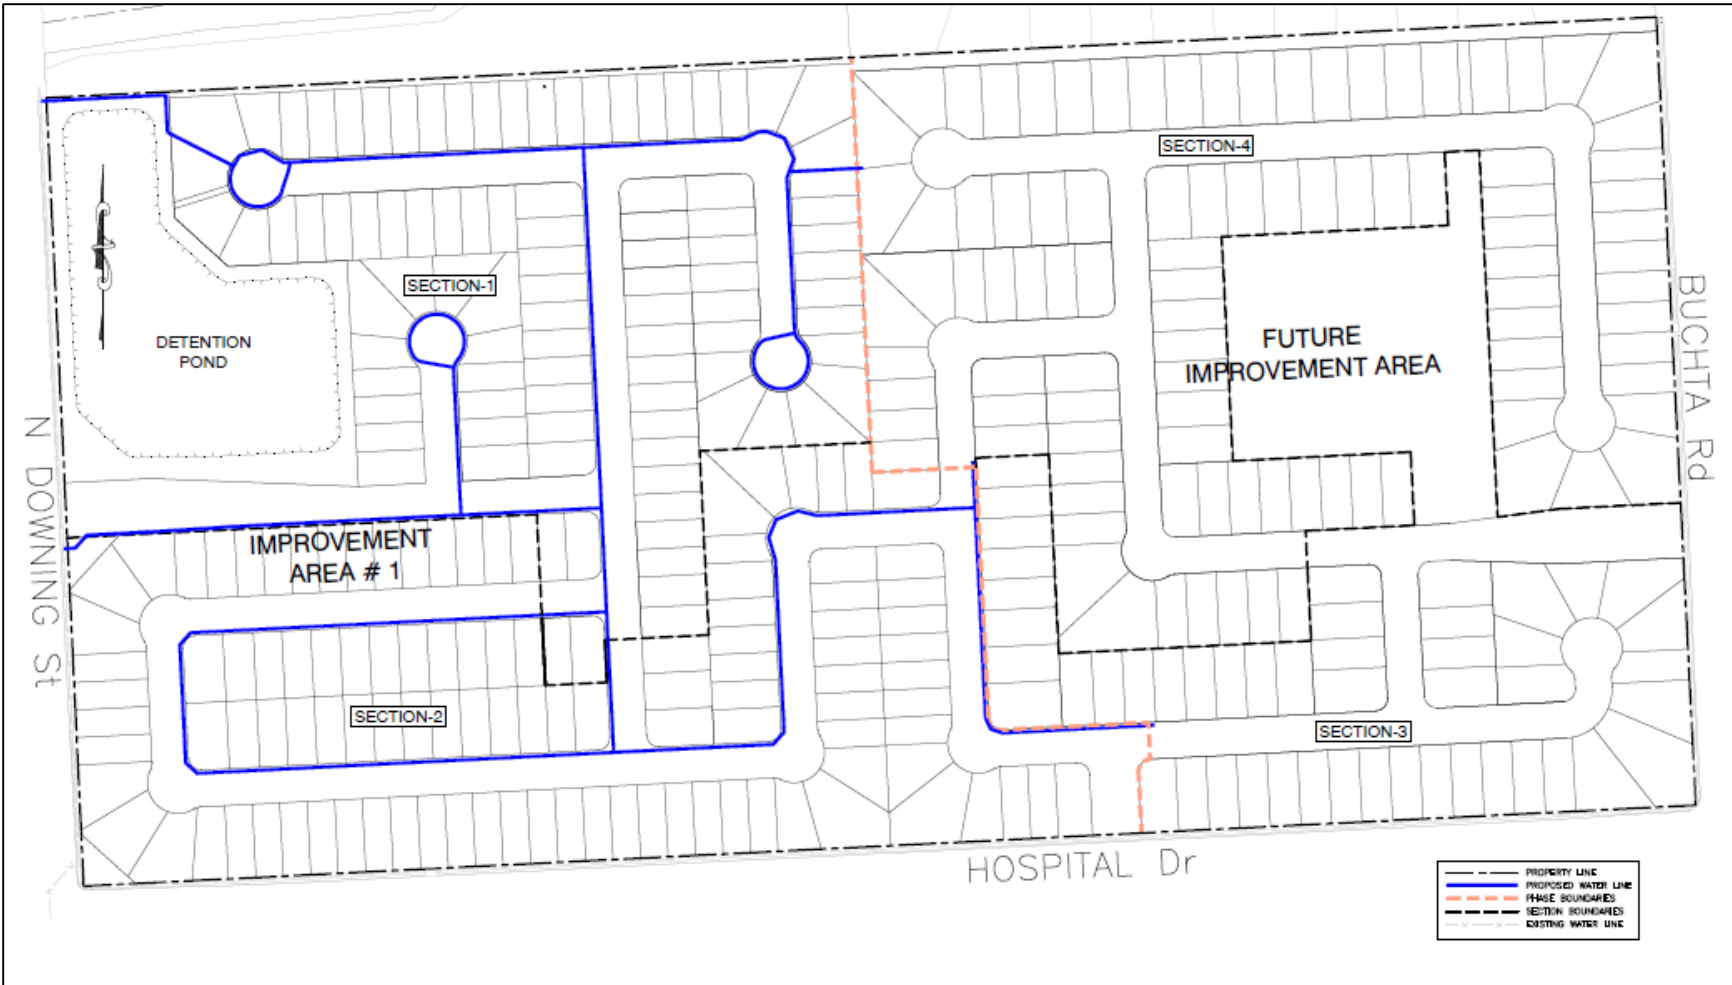 SECTION-4
SECTION-1
DETENTION
POND
FUTURE
IMPROVEMENT AREA
BUCHTA Rd
N DOWNING St
IMPROVEMENT
AREA # 1
SECTION-2
SECTION-3
HOSPITAL Dr
PROPERTY LINE
PROPOSED WATER LINE
PHASE BOUNDARIES
SECTION BOUNDARIES
EXISTING WATER LINE